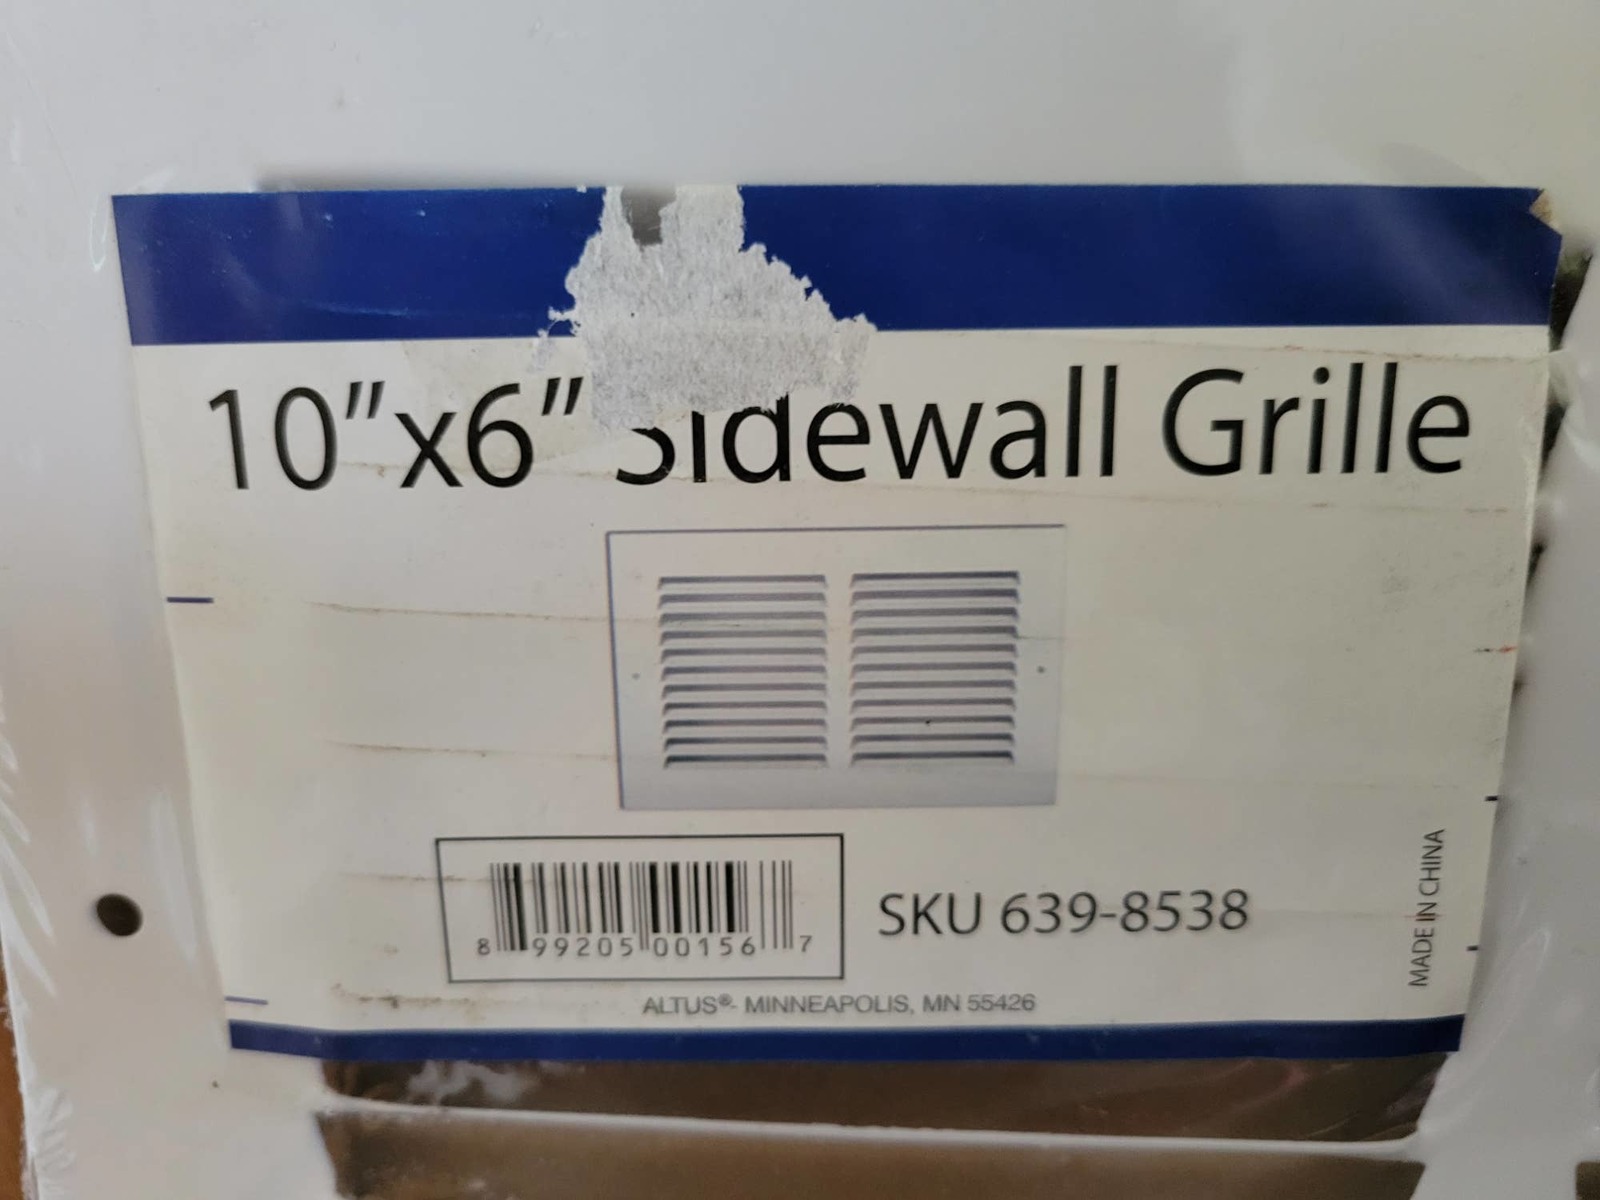 10"x6" Sidewall Grille
8 99205 00156 7
SKU 639-8538
MADE IN CHINA
ALTUS®- MINNEAPOLIS, MN 55426